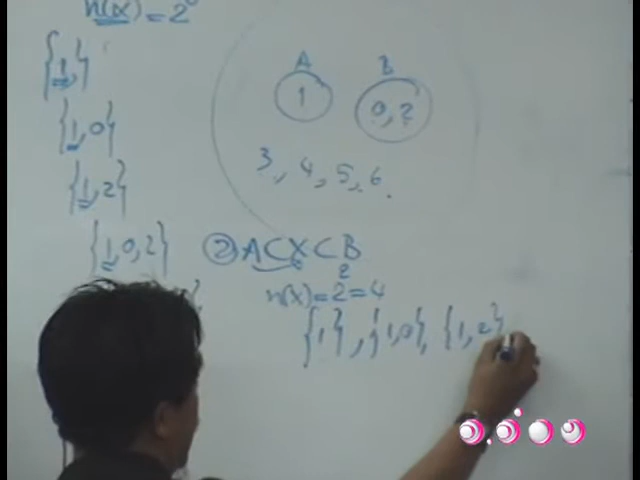 n(x) = 2⁶
{1,}
{1,0}
{1,2}
{1,0,2}
A
B
1
0,2
3, 4, 5, 6.
② A⊂X⊂B
n(X)=2²=4
{1}, {1,0}, {1,2}